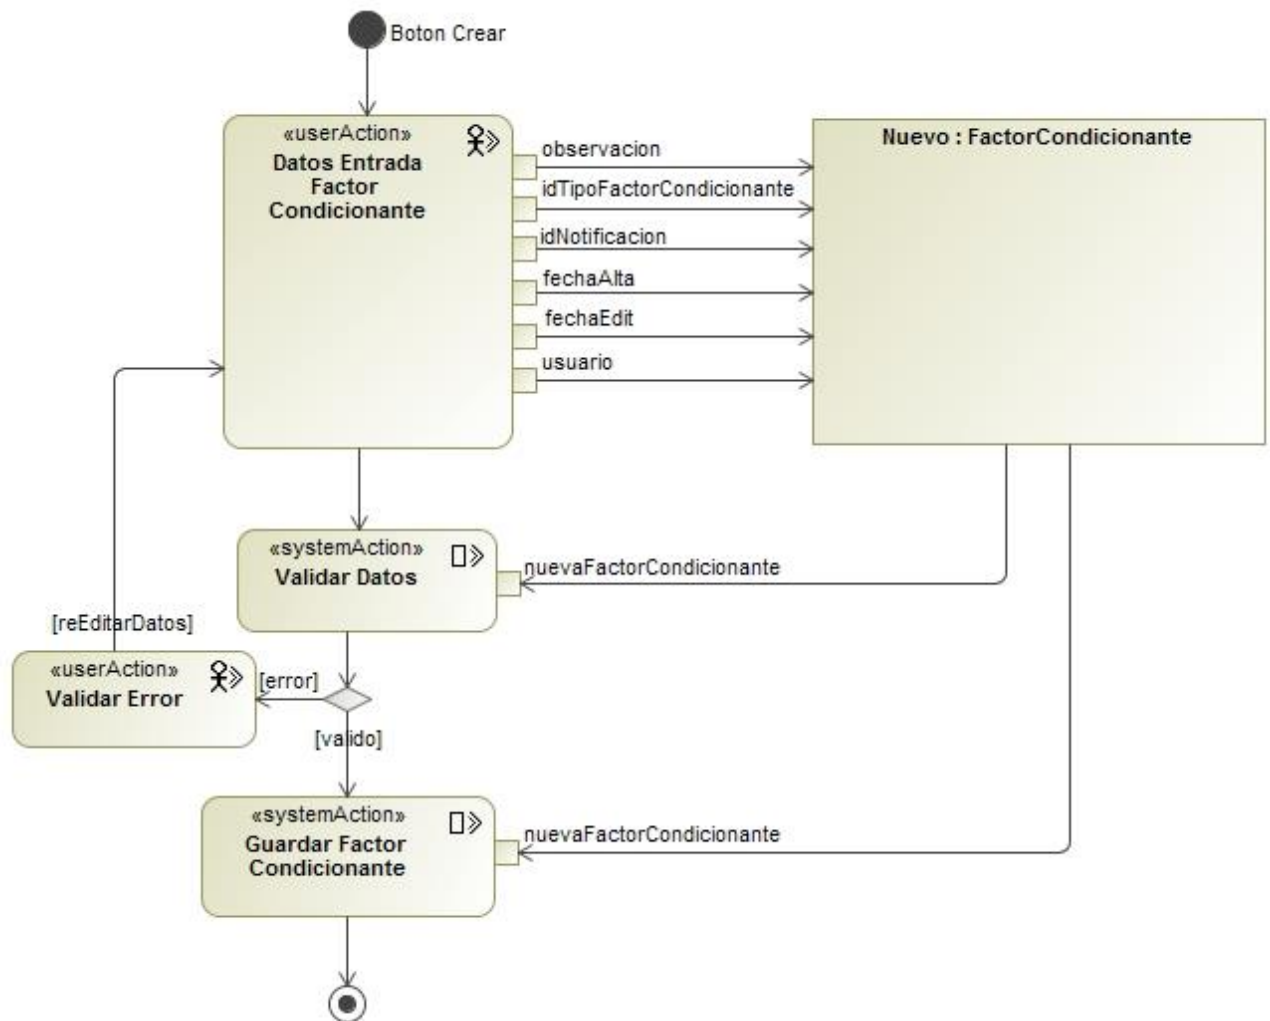 Boton Crear
«userAction»
Datos Entrada
Factor
Condicionante
observacion
idTipoFactorCondicionante
idNotificacion
fechaAlta
fechaEdit
usuario
Nuevo : FactorCondicionante
«systemAction»
Validar Datos
nuevaFactorCondicionante
[reEditarDatos]
«userAction»
Validar Error
[error]
[valido]
«systemAction»
Guardar Factor
Condicionante
nuevaFactorCondicionante